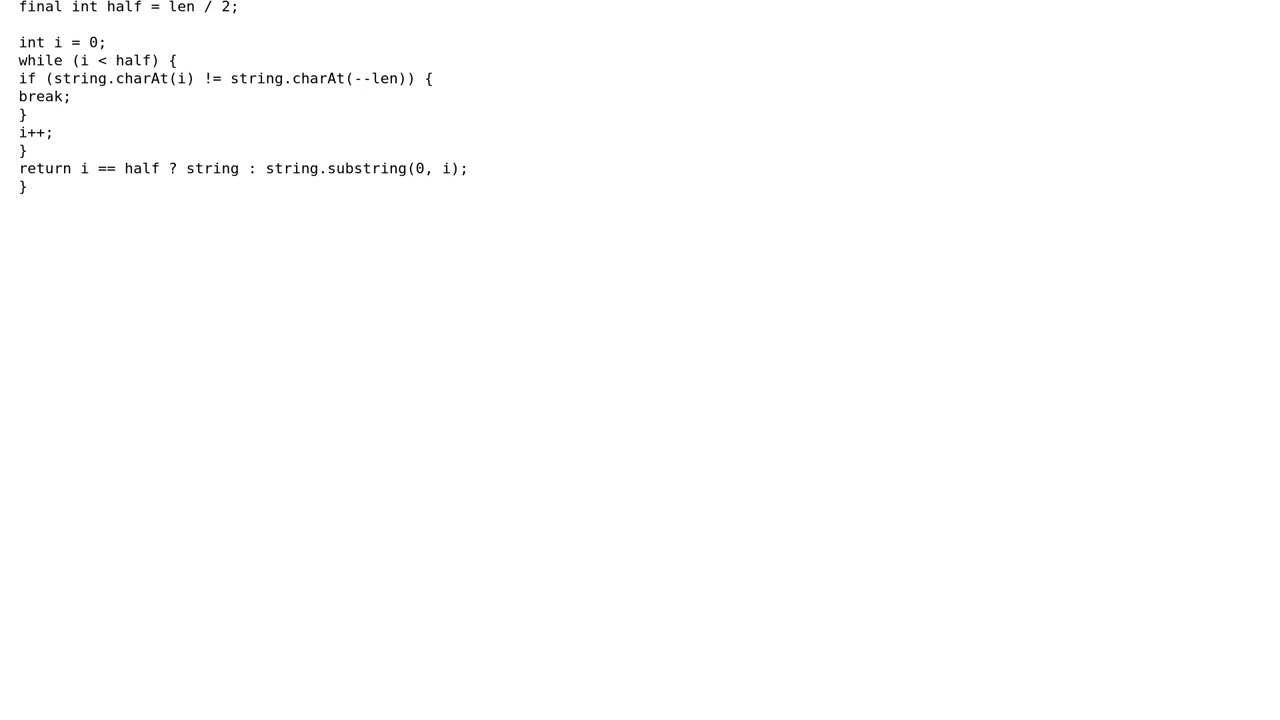 final int half = len / 2;

int i = 0;
while (i < half) {
if (string.charAt(i) != string.charAt(--len)) {
break;
}
i++;
}
return i == half ? string : string.substring(0, i);
}